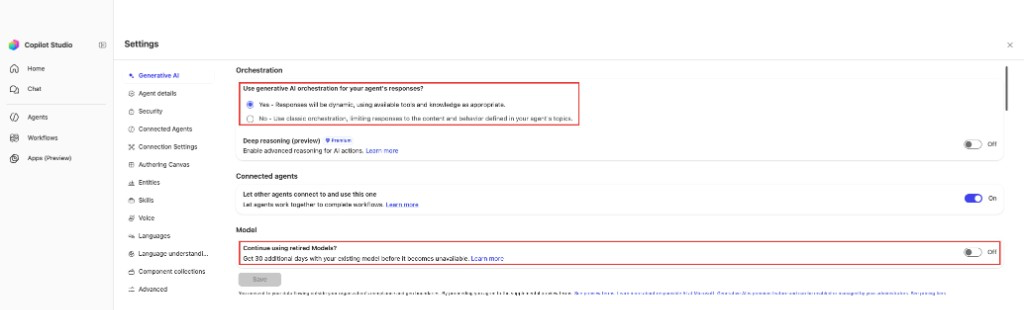 Copilot Studio
Home
Chat
Agents
Workflows
Apps (Preview)
Settings
Generative AI
Agent details
Security
Connected Agents
Connection Settings
Authoring Canvas
Entities
Skills
Voice
Languages
Language understandi...
Component collections
Advanced
Orchestration
Use generative AI orchestration for your agent's responses?
Yes - Responses will be dynamic, using available tools and knowledge as appropriate.
No - Use classic orchestration, limiting responses to the content and behavior defined in your agent's topics.
Deep reasoning (preview) Premium
Enable advanced reasoning for AI actions. Learn more
Off
Connected agents
Let other agents connect to and use this one
Let agents work together to complete workflows. Learn more
On
Model
Continue using retired Models?
Get 30 additional days with your existing model before it becomes unavailable. Learn more
Off
Save